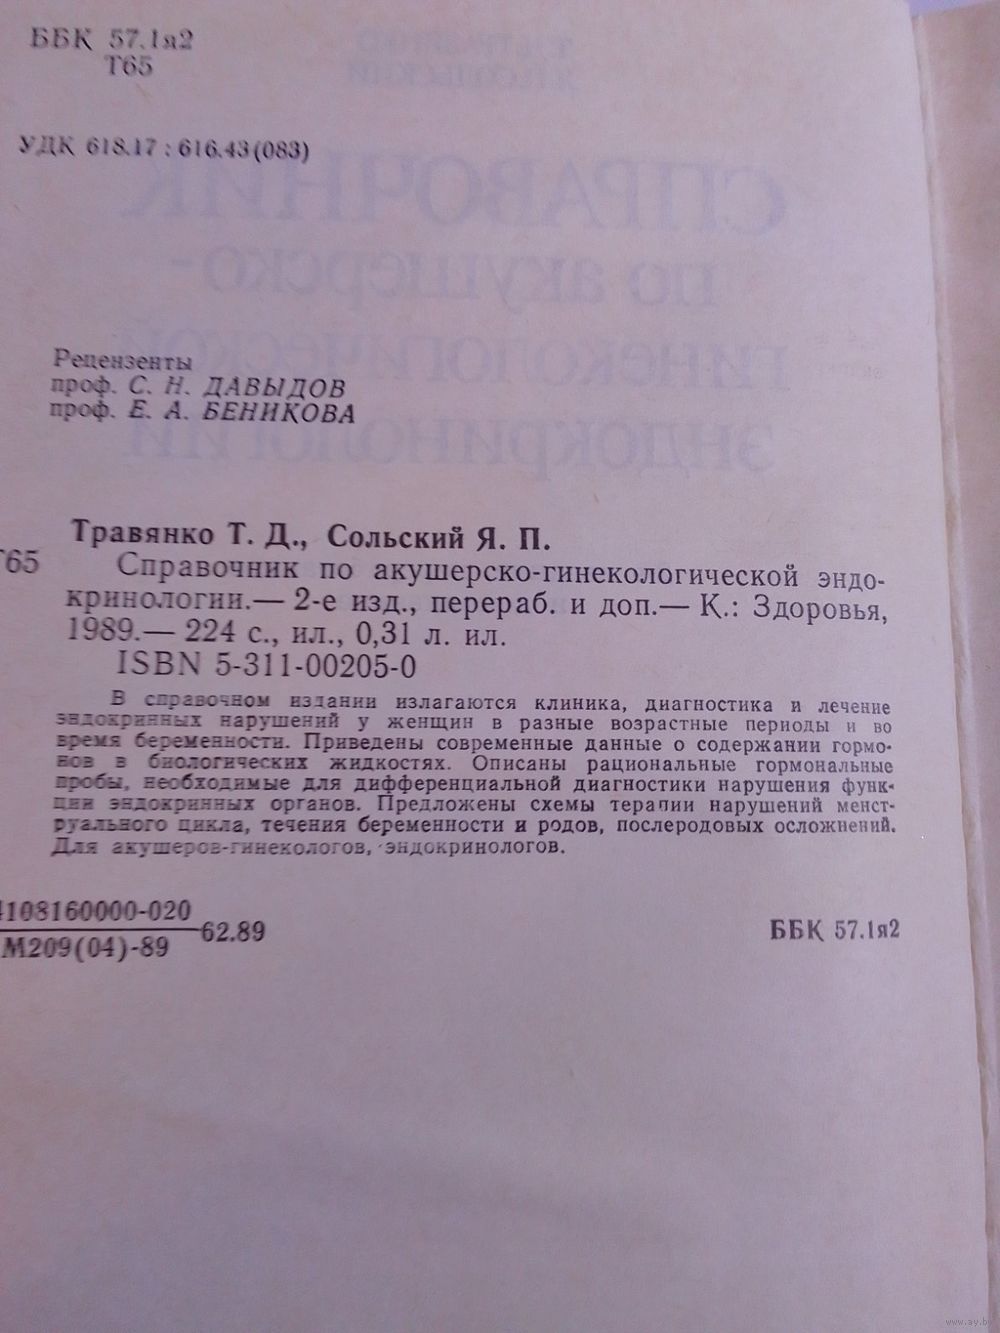 ББК 57.1я2
Т65
УДК 618.17 : 616.43(083)
Рецензенты
проф. С. Н. ДАВЫДОВ
проф. Е. А. БЕНИКОВА
Травянко Т. Д., Сольский Я. П.
Т65 Справочник по акушерско-гинекологической эндо-
кринологии.— 2-е изд., перераб. и доп.— К.: Здоровья,
1989.— 224 с., ил., 0,31 л. ил.
ISBN 5-311-00205-0
В справочном издании излагаются клиника, диагностика и лечение
эндокринных нарушений у женщин в разные возрастные периоды и во
время беременности. Приведены современные данные о содержании гормо-
нов в биологических жидкостях. Описаны рациональные гормональные
пробы, необходимые для дифференциальной диагностики нарушения функ-
ции эндокринных органов. Предложены схемы терапии нарушений менст-
руального цикла, течения беременности и родов, послеродовых осложнений.
Для акушеров-гинекологов, эндокринологов.
4108160000-020
М209(04)-89
62.89
ББК 57.1я2
www.ay.by